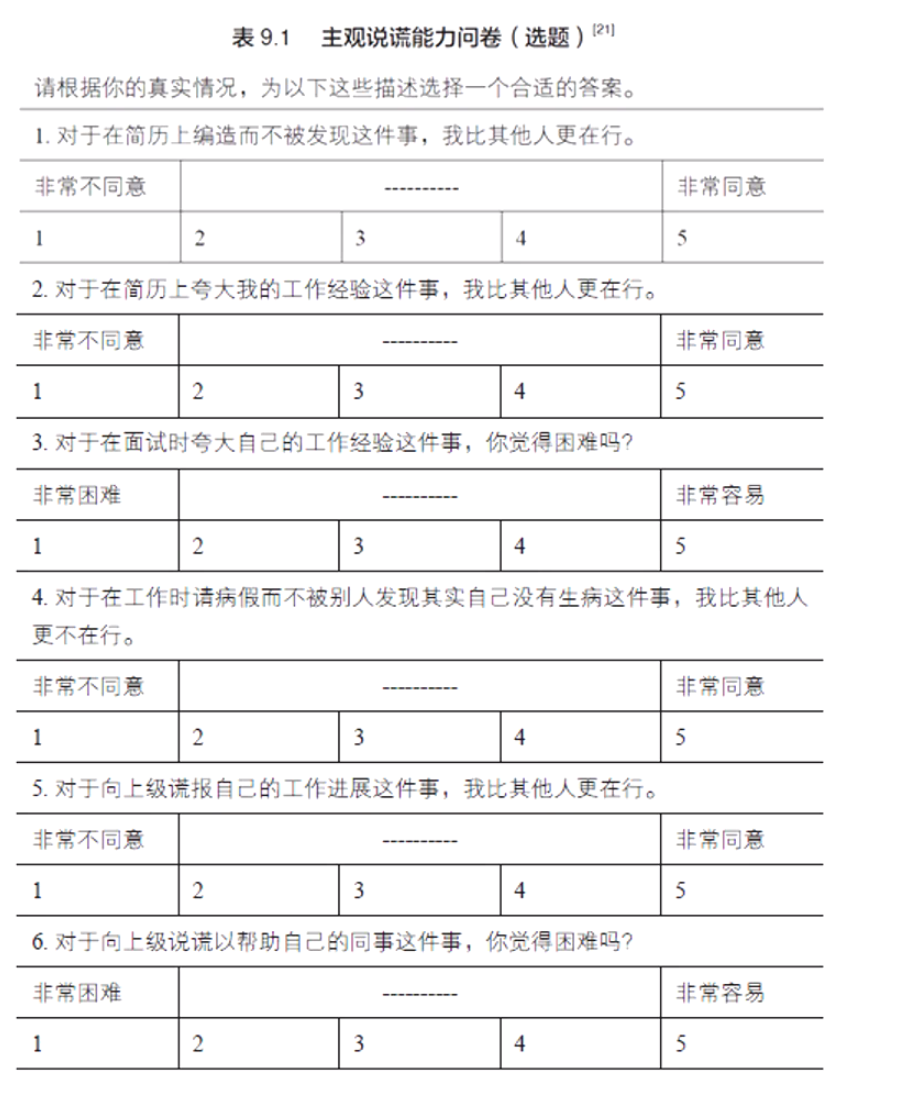 表 9.1 主观说谎能力问卷（选题）[21]
请根据你的真实情况，为以下这些描述选择一个合适的答案。
1. 对于在简历上编造而不被发现这件事，我比其他人更在行。
非常不同意 ---------- 非常同意
1 2 3 4 5
2. 对于在简历上夸大我的工作经验这件事，我比其他人更在行。
非常不同意 ---------- 非常同意
1 2 3 4 5
3. 对于在面试时夸大自己的工作经验这件事，你觉得困难吗？
非常困难 ---------- 非常容易
1 2 3 4 5
4. 对于在工作时请病假而不被别人发现其实自己没有生病这件事，我比其他人
更不在行。
非常不同意 ---------- 非常同意
1 2 3 4 5
5. 对于向上级谎报自己的工作进展这件事，我比其他人更在行。
非常不同意 ---------- 非常同意
1 2 3 4 5
6. 对于向上级说谎以帮助自己的同事这件事，你觉得困难吗？
非常困难 ---------- 非常容易
1 2 3 4 5